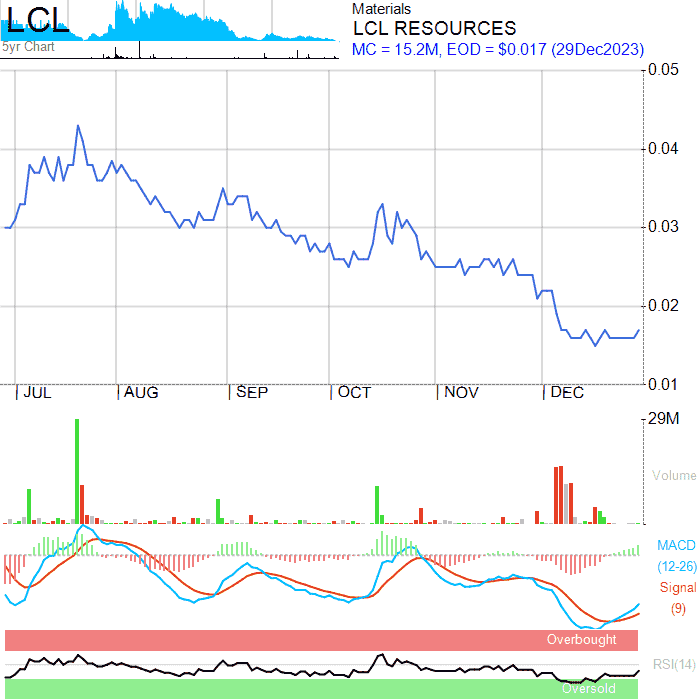 LCL
5yr Chart
Materials
LCL RESOURCES
MC = 15.2M, EOD = $0.017 (29Dec2023)
0.05
0.04
0.03
0.02
0.01
JUL AUG SEP OCT NOV DEC
29M
Volume
MACD
(12-26)
Signal
(9)
Overbought
RSI(14)
Oversold